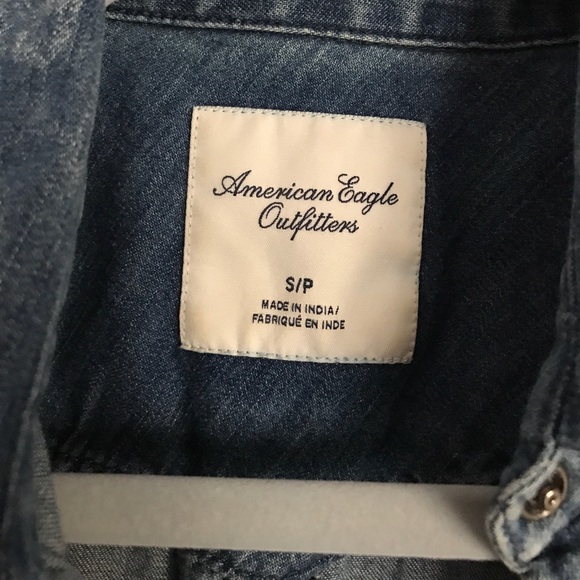 American Eagle
Outfitters
S/P
MADE IN INDIA/
FABRIQUÉ EN INDE